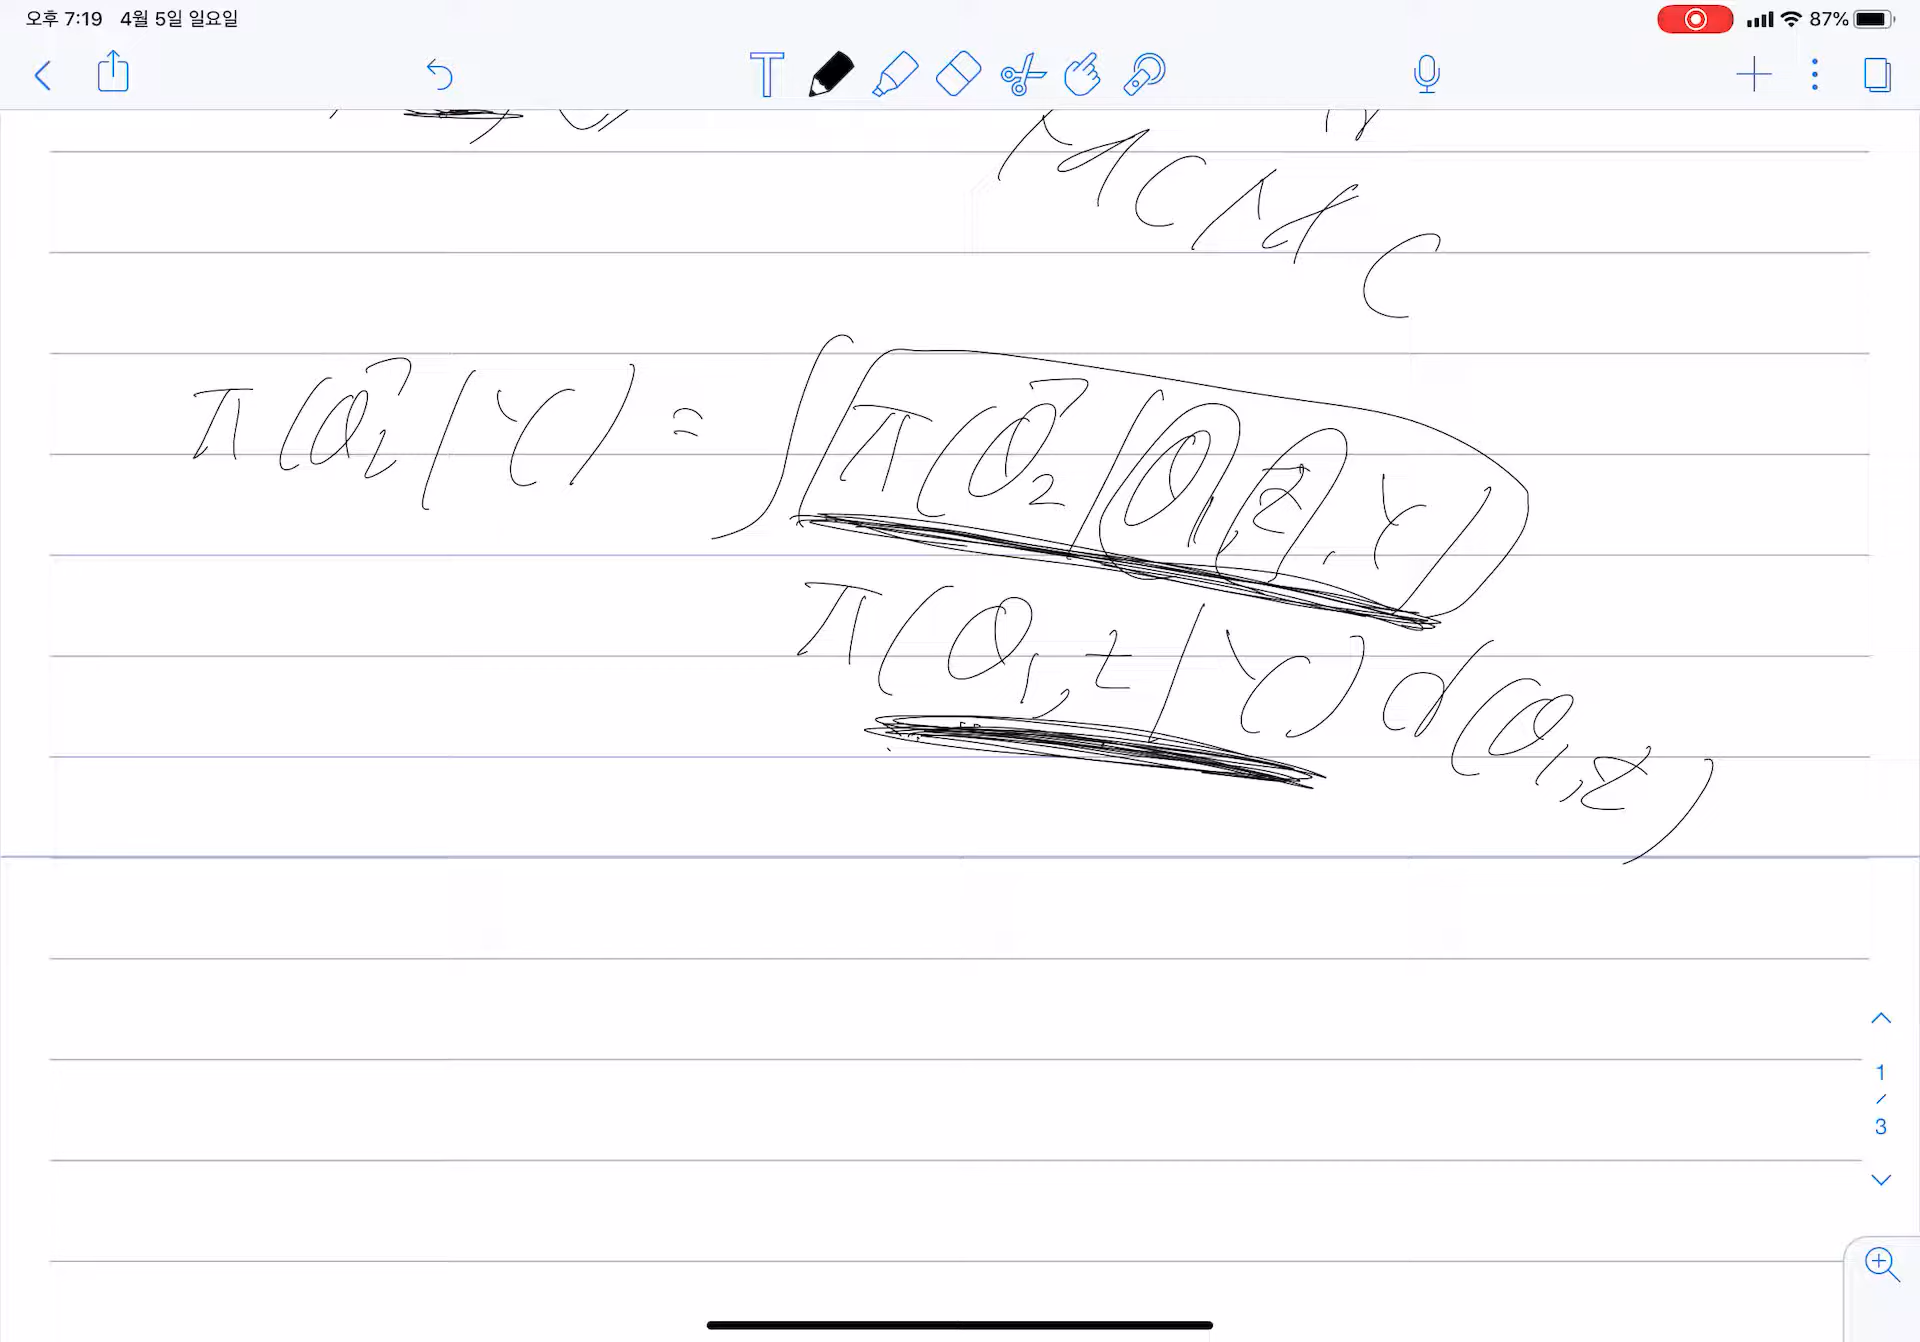 오후 7:19 4월 5일 일요일 87%
MCMC
π(θ₂⃗ | Y) = ∫ π(θ⃗₂ | θ₁, z, Y)
π(θ₁, z | Y) d(θ₁, z)
1
/
3